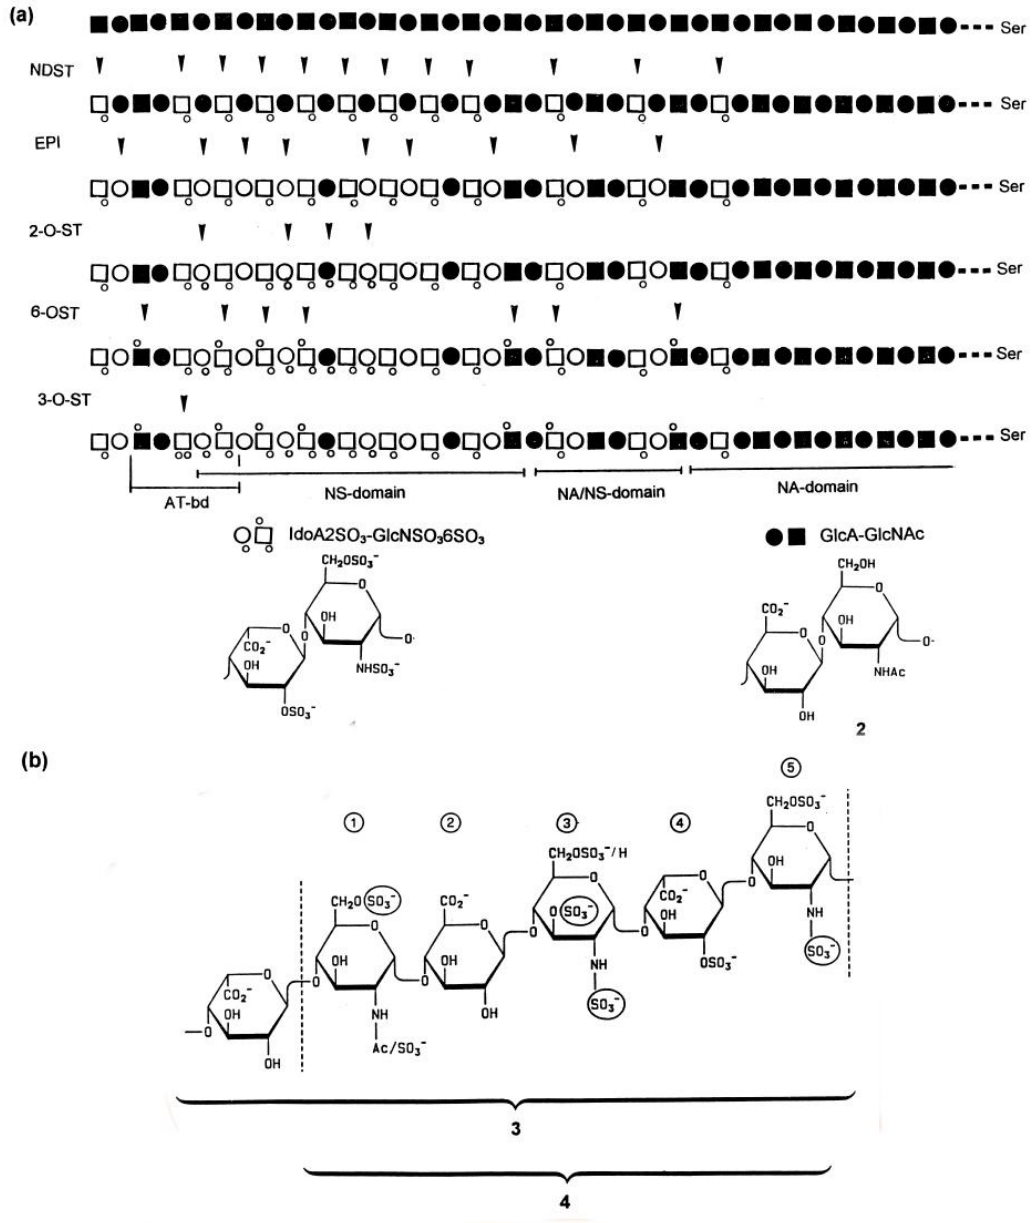 (a)
Ser
NDST
Ser
EPI
Ser
2-O-ST
Ser
6-OST
Ser
3-O-ST
Ser
AT-bd
NS-domain
NA/NS-domain
NA-domain
IdoA2SO₃-GlcNSO₃6SO₃
GlcA-GlcNAc
CH₂OSO₃⁻
O
OH
O·
NHSO₃⁻
O
CO₂⁻
OH
O
OSO₃⁻
CH₂OH
O
OH
O·
NHAc
CO₂⁻
O
O
OH
OH
2
(b)
① ② ③ ④ ⑤
CH₂OSO₃⁻
O
OH
NH
SO₃⁻
O
CH₂OSO₃⁻/H
O
O SO₃⁻
NH
SO₃⁻
O
O
CO₂⁻
OH
OSO₃⁻
CH₂O SO₃⁻
O
OH
NH
Ac/SO₃⁻
O
CO₂⁻
O
OH
OH
O
O
CO₂⁻
OH
OH
O
O
3
4